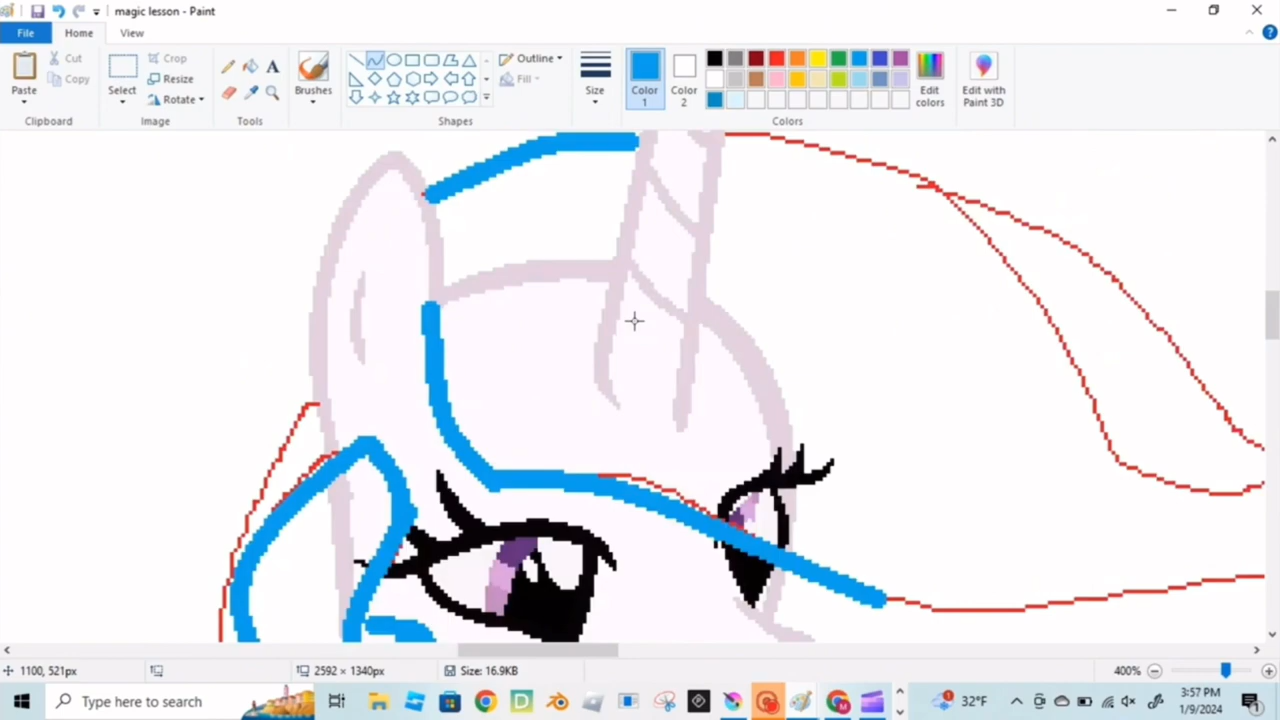 magic lesson - Paint
File
Home
View
Paste
Cut
Copy
Clipboard
Select
Crop
Resize
Rotate
Image
A
Tools
Brushes
Outline
Fill
Shapes
Size
Color 1
Color 2
Edit colors
Edit with Paint 3D
Colors
1100, 521px
2592 × 1340px
Size: 16.9KB
400%
Type here to search
32°F
3:57 PM
1/9/2024